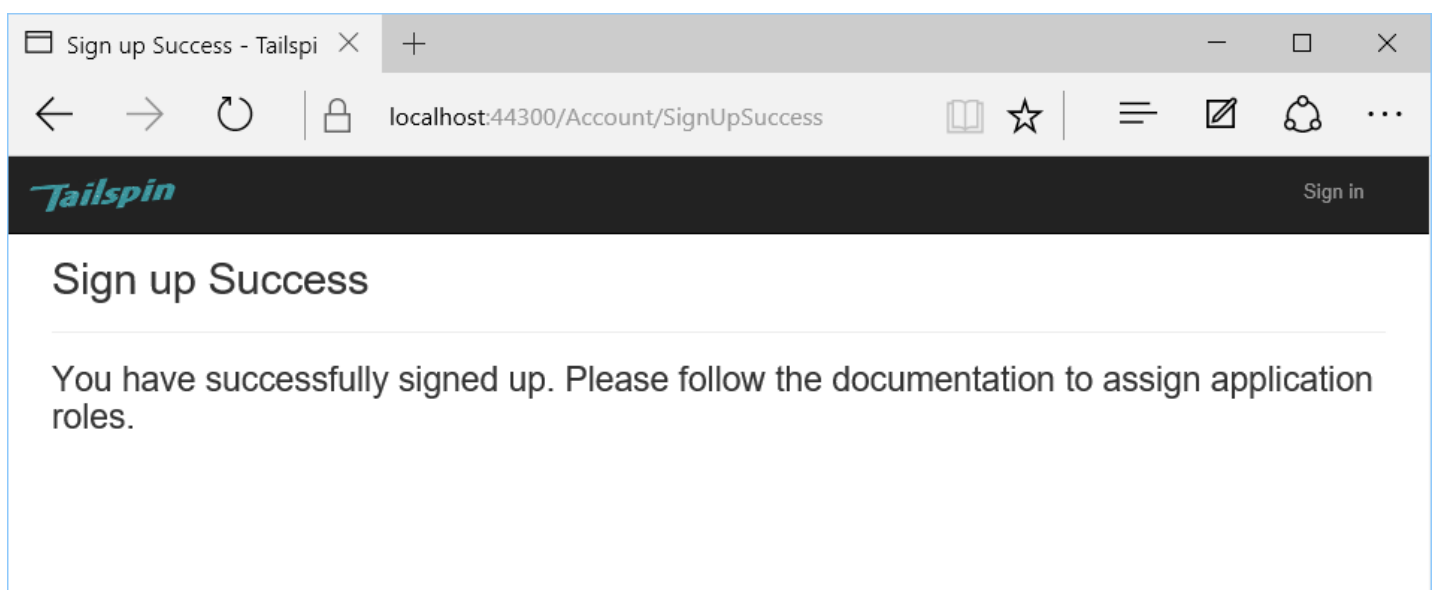 Sign up Success - Tailspi
localhost:44300/Account/SignUpSuccess
Tailspin
Sign in
Sign up Success
You have successfully signed up. Please follow the documentation to assign application
roles.